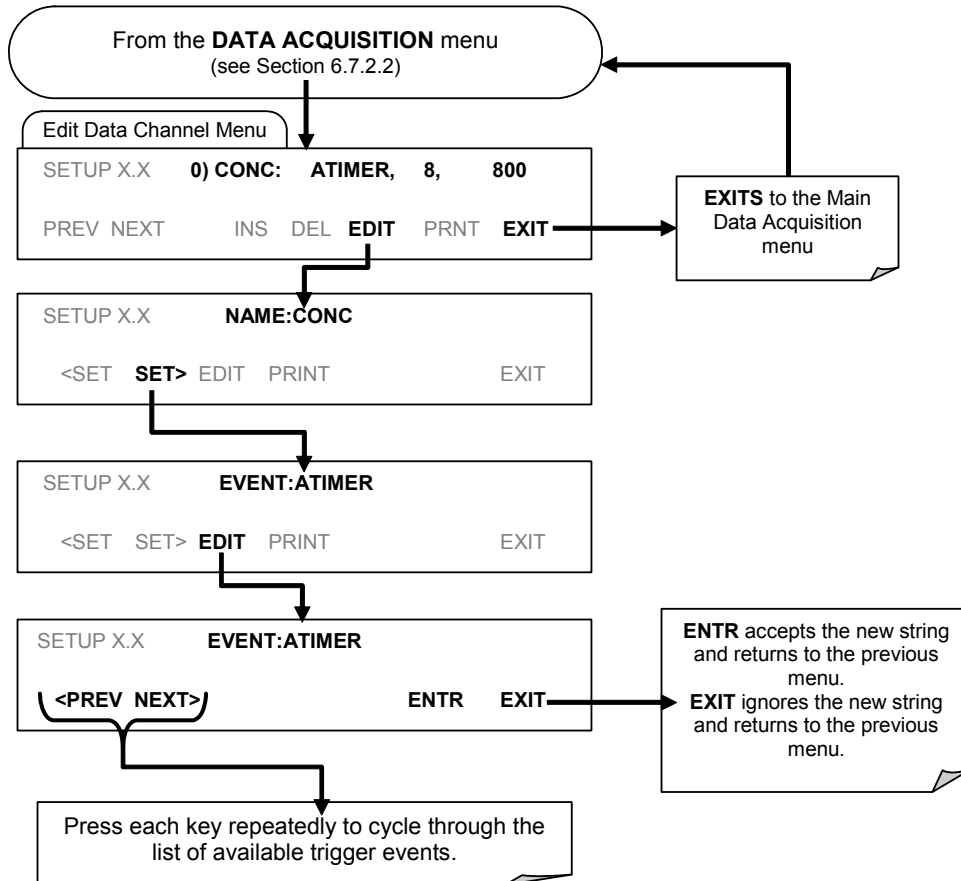 From the DATA ACQUISITION menu
(see Section 6.7.2.2)
Edit Data Channel Menu
SETUP X.X 0) CONC: ATIMER, 8, 800
PREV NEXT INS DEL EDIT PRNT EXIT
EXITS to the Main
Data Acquisition
menu
SETUP X.X NAME:CONC
<SET SET> EDIT PRINT EXIT
SETUP X.X EVENT:ATIMER
<SET SET> EDIT PRINT EXIT
SETUP X.X EVENT:ATIMER
<PREV NEXT> ENTR EXIT
ENTR accepts the new string
and returns to the previous
menu.
EXIT ignores the new string
and returns to the previous
menu.
Press each key repeatedly to cycle through the
list of available trigger events.